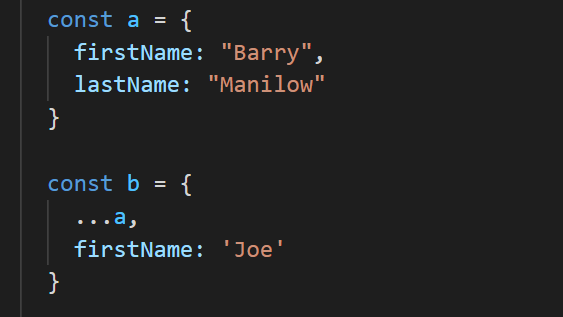 const a = {
  firstName: "Barry",
  lastName: "Manilow"
}

const b = {
  ...a,
  firstName: 'Joe'
}